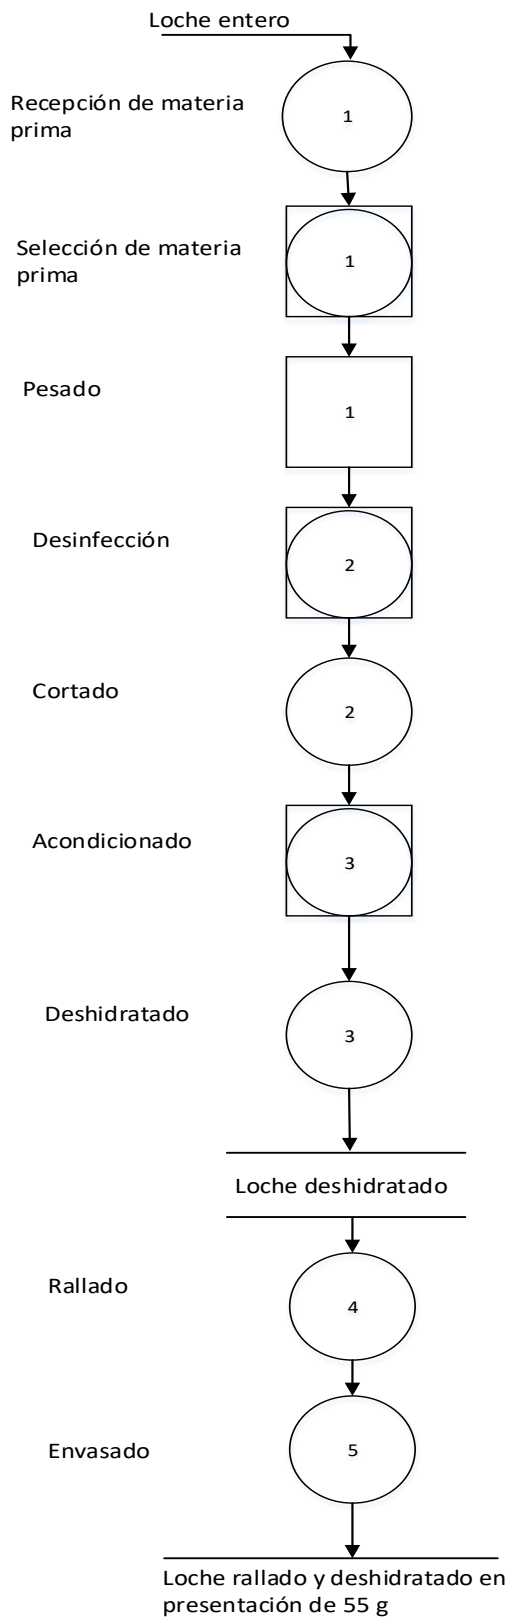 Loche entero
Recepción de materia
prima
1
Selección de materia
prima
1
Pesado
1
Desinfección
2
Cortado
2
Acondicionado
3
Deshidratado
3
Loche deshidratado
Rallado
4
Envasado
5
Loche rallado y deshidratado en
presentación de 55 g